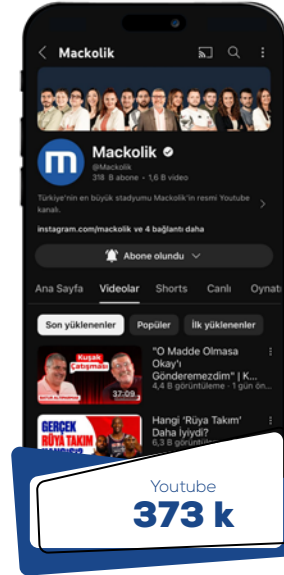 Mackolik
m
Mackolik
@Mackolik
318 B abone • 1,6 B video
Türkiye'nin en büyük stadyumu Mackolik'in resmi Youtube
kanalı.
instagram.com/mackolik ve 4 bağlantı daha
Abone olundu
Ana Sayfa Videolar Shorts Canlı Oynatı
Son yüklenenler Popüler İlk yüklenenler
Kuşak
Çatışması
37:09
"O Madde Olmasa
Okay'ı
Gönderemezdim" | K...
4,4 B görüntüleme · 1 gün ön...
GERÇEK
RÜYA TAKIM
Hangi 'Rüya Takım'
Daha İyiydi?
6,3 B
Youtube
373 k